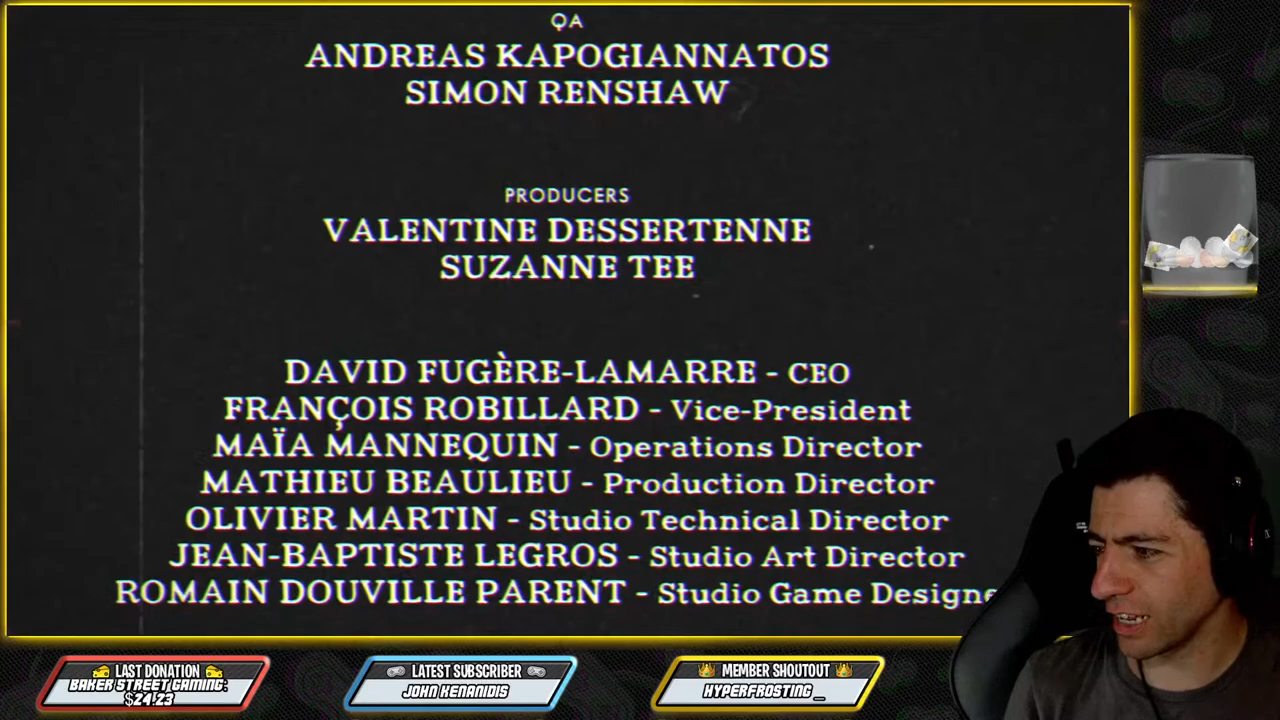 QA
ANDREAS KAPOGIANNATOS
SIMON RENSHAW
PRODUCERS
VALENTINE DESSERTENNE
SUZANNE TEE
DAVID FUGÈRE-LAMARRE - CEO
FRANÇOIS ROBILLARD - Vice-President
MAÏA MANNEQUIN - Operations Director
MATHIEU BEAULIEU - Production Director
OLIVIER MARTIN - Studio Technical Director
JEAN-BAPTISTE LEGROS - Studio Art Director
ROMAIN DOUVILLE PARENT - Studio Game Designe
LAST DONATION
BAKER STREET GAMING:
$24.23
LATEST SUBSCRIBER
JOHN KENANIDIS
MEMBER SHOUTOUT
HYPERFROSTING_